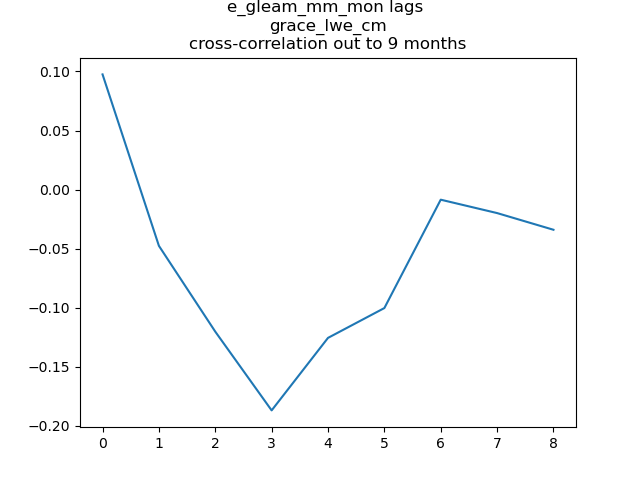 e_gleam_mm_mon lags
grace_lwe_cm
cross-correlation out to 9 months
0.10
0.05
0.00
−0.05
−0.10
−0.15
−0.20
0 1 2 3 4 5 6 7 8